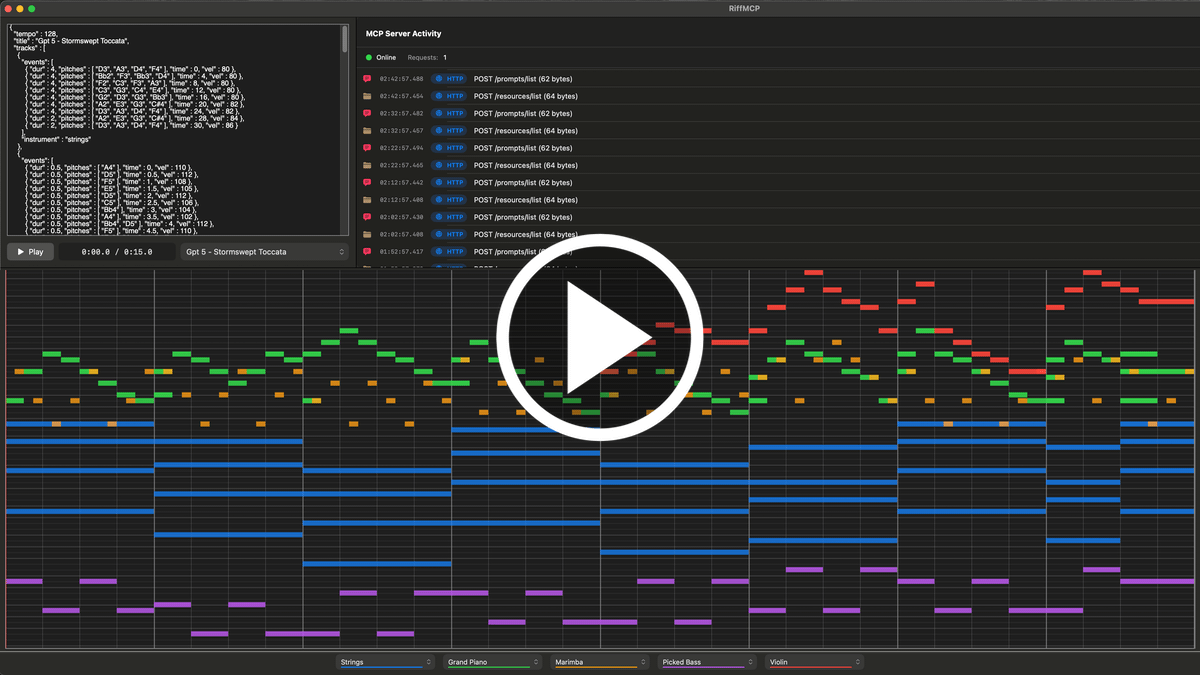 RiffMCP
{
"tempo" : 128,
"title" : "Gpt 5 - Stormswept Toccata",
"tracks" : [
{
"events": [
{ "dur" : 4, "pitches" : [ "D3", "A3", "D4", "F4" ], "time" : 0, "vel" : 80 },
{ "dur" : 4, "pitches" : [ "Bb2", "F3", "Bb3", "D4" ], "time" : 4, "vel" : 80 },
{ "dur" : 4, "pitches" : [ "F2", "C3", "F3", "A3" ], "time" : 8, "vel" : 80 },
{ "dur" : 4, "pitches" : [ "C3", "G3", "C4", "E4" ], "time" : 12, "vel" : 80 },
{ "dur" : 4, "pitches" : [ "G2", "D3", "G3", "Bb3" ], "time" : 16, "vel" : 80 },
{ "dur" : 4, "pitches" : [ "A2", "E3", "G3", "C#4" ], "time" : 20, "vel" : 82 },
{ "dur" : 4, "pitches" : [ "D3", "A3", "D4", "F4" ], "time" : 24, "vel" : 82 },
{ "dur" : 2, "pitches" : [ "A2", "E3", "G3", "C#4" ], "time" : 28, "vel" : 84 },
{ "dur" : 2, "pitches" : [ "D3", "A3", "D4", "F4" ], "time" : 30, "vel" : 86 }
],
"instrument" : "strings"
},
{
"events": [
{ "dur" : 0.5, "pitches" : [ "A4" ], "time" : 0, "vel" : 110 },
{ "dur" : 0.5, "pitches" : [ "D5" ], "time" : 0.5, "vel" : 112 },
{ "dur" : 0.5, "pitches" : [ "F5" ], "time" : 1, "vel" : 108 },
{ "dur" : 0.5, "pitches" : [ "E5" ], "time" : 1.5, "vel" : 105 },
{ "dur" : 0.5, "pitches" : [ "D5" ], "time" : 2, "vel" : 112 },
{ "dur" : 0.5, "pitches" : [ "C5" ], "time" : 2.5, "vel" : 106 },
{ "dur" : 0.5, "pitches" : [ "Bb4" ], "time" : 3, "vel" : 104 },
{ "dur" : 0.5, "pitches" : [ "A4" ], "time" : 3.5, "vel" : 102 },
{ "dur" : 0.5, "pitches" : [ "Bb4", "D5" ], "time" : 4, "vel" : 112 },
{ "dur" : 0.5, "pitches" : [ "F5" ], "time" : 4.5, "vel" : 110 },
Play 0:00.0 / 0:15.0 Gpt 5 - Stormswept Toccata
MCP Server Activity
Online Requests: 1
02:42:57.488 HTTP POST /prompts/list (62 bytes)
02:42:57.454 HTTP POST /resources/list (64 bytes)
02:32:57.482 HTTP POST /prompts/list (62 bytes)
02:32:57.457 HTTP POST /resources/list (64 bytes)
02:22:57.494 HTTP POST /prompts/list (62 bytes)
02:22:57.465 HTTP POST /resources/list (64 bytes)
02:12:57.442 HTTP POST /prompts/list (62 bytes)
02:12:57.408 HTTP POST /resources/list (64 bytes)
02:02:57.430 HTTP POST /prompts/list (62 bytes)
02:02:57.408 HTTP POST /resources/list (64 bytes)
01:52:57.417 HTTP POST /prompts/list (62 bytes)
Strings Grand Piano Marimba Picked Bass Violin